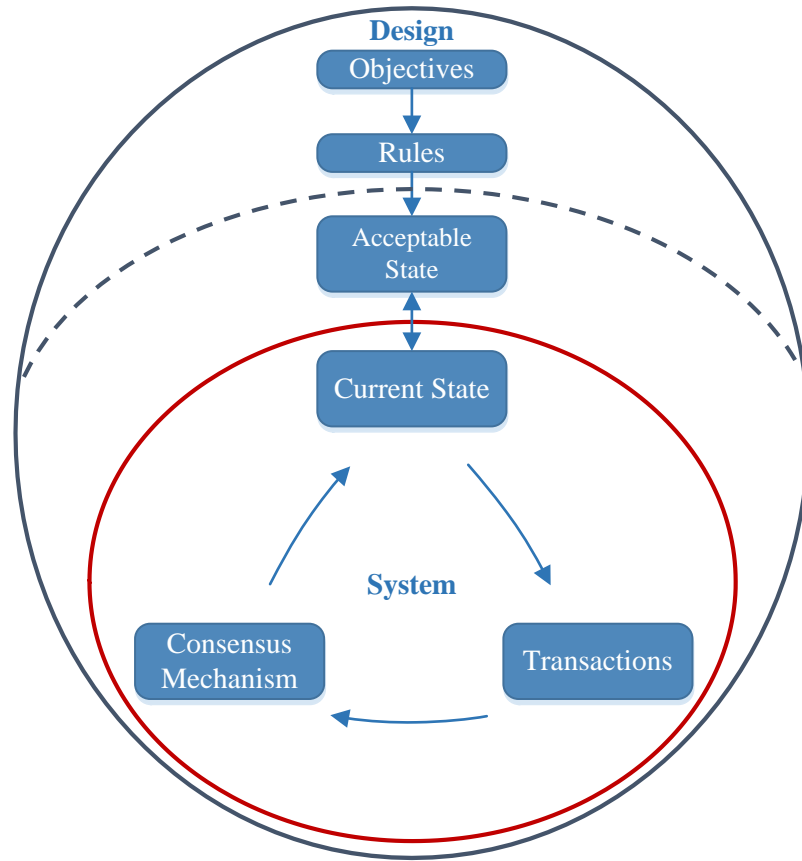 Design
Objectives
Rules
Acceptable
State
Current State
System
Consensus
Mechanism
Transactions